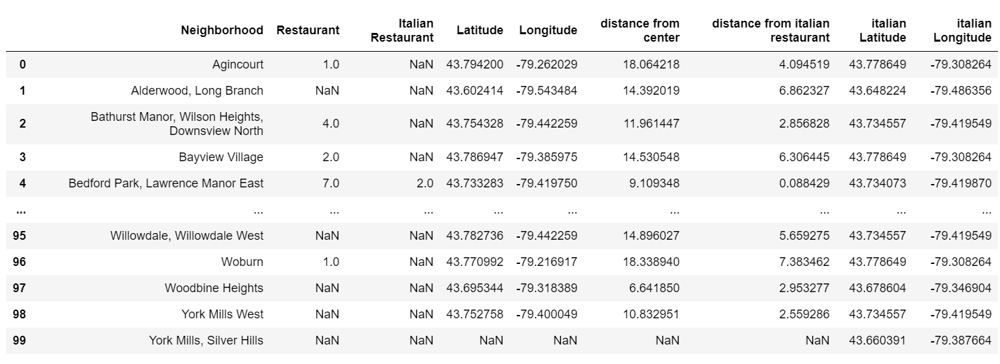 Neighborhood Restaurant Italian Restaurant Latitude Longitude distance from center distance from italian restaurant italian Latitude italian Longitude
0 Agincourt 1.0 NaN 43.794200 -79.262029 18.064218 4.094519 43.778649 -79.308264
1 Alderwood, Long Branch NaN NaN 43.602414 -79.543484 14.392019 6.862327 43.648224 -79.486356
2 Bathurst Manor, Wilson Heights, Downsview North 4.0 NaN 43.754328 -79.442259 11.961447 2.856828 43.734557 -79.419549
3 Bayview Village 2.0 NaN 43.786947 -79.385975 14.530548 6.306445 43.778649 -79.308264
4 Bedford Park, Lawrence Manor East 7.0 2.0 43.733283 -79.419750 9.109348 0.088429 43.734073 -79.419870
... ... ... ... ... ... ... ... ... ...
95 Willowdale, Willowdale West NaN NaN 43.782736 -79.442259 14.896027 5.659275 43.734557 -79.419549
96 Woburn 1.0 NaN 43.770992 -79.216917 18.338940 7.383462 43.778649 -79.308264
97 Woodbine Heights NaN NaN 43.695344 -79.318389 6.641850 2.953277 43.678604 -79.346904
98 York Mills West NaN NaN 43.752758 -79.400049 10.832951 2.559286 43.734557 -79.419549
99 York Mills, Silver Hills NaN NaN NaN NaN NaN NaN 43.660391 -79.387664